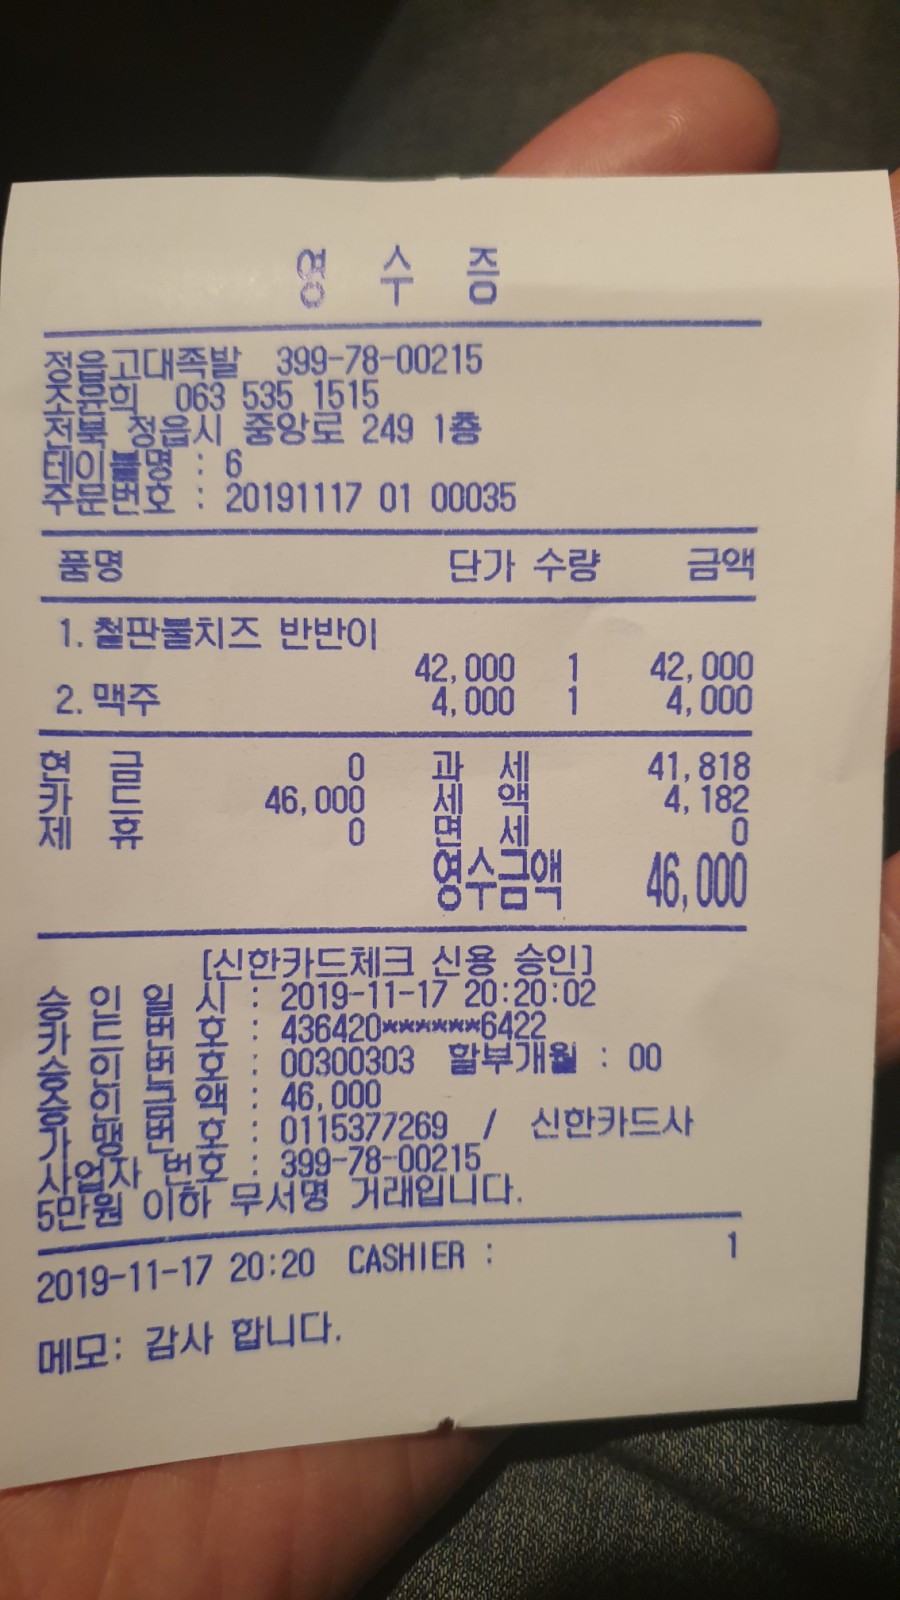 영 수 증
정읍고대족발 399-78-00215
조윤희 063 535 1515
전북 정읍시 중앙로 249 1층
테이블명 : 6
주문번호 : 20191117 01 00035
품명 단가 수량 금액
1. 철판불치즈 반반이
42,000 1 42,000
2. 맥주 4,000 1 4,000
현 금 0 과 세 41,818
카 드 46,000 세 액 4,182
제 휴 0 면 세 0
영수금액 46,000
[신한카드체크 신용 승인]
승 인 일 시 : 2019-11-17 20:20:02
카 드 번 호 : 436420******6422
승 인 번 호 : 00300303 할부개월 : 00
승 인 금 액 : 46,000
가 맹 번 호 : 0115377269 / 신한카드사
사업자 번호 : 399-78-00215
5만원 이하 무서명 거래입니다.
2019-11-17 20:20 CASHIER : 1
메모: 감사 합니다.